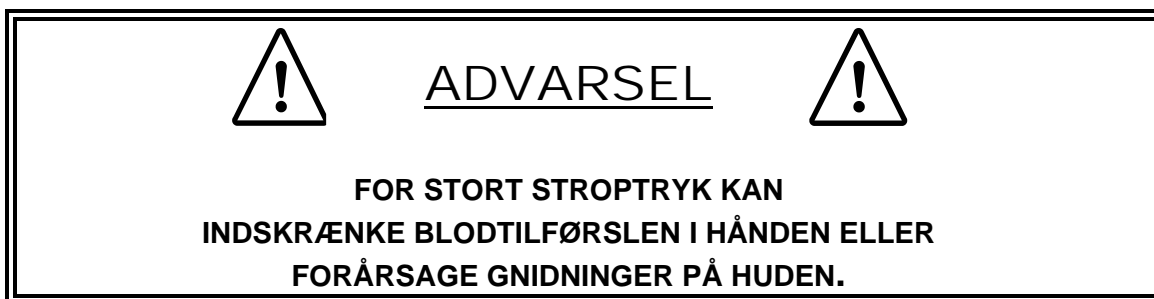 ADVARSEL
FOR STORT STROPTRYK KAN
INDSKRÆNKE BLODTILFØRSLEN I HÅNDEN ELLER
FORÅRSAGE GNIDNINGER PÅ HUDEN.